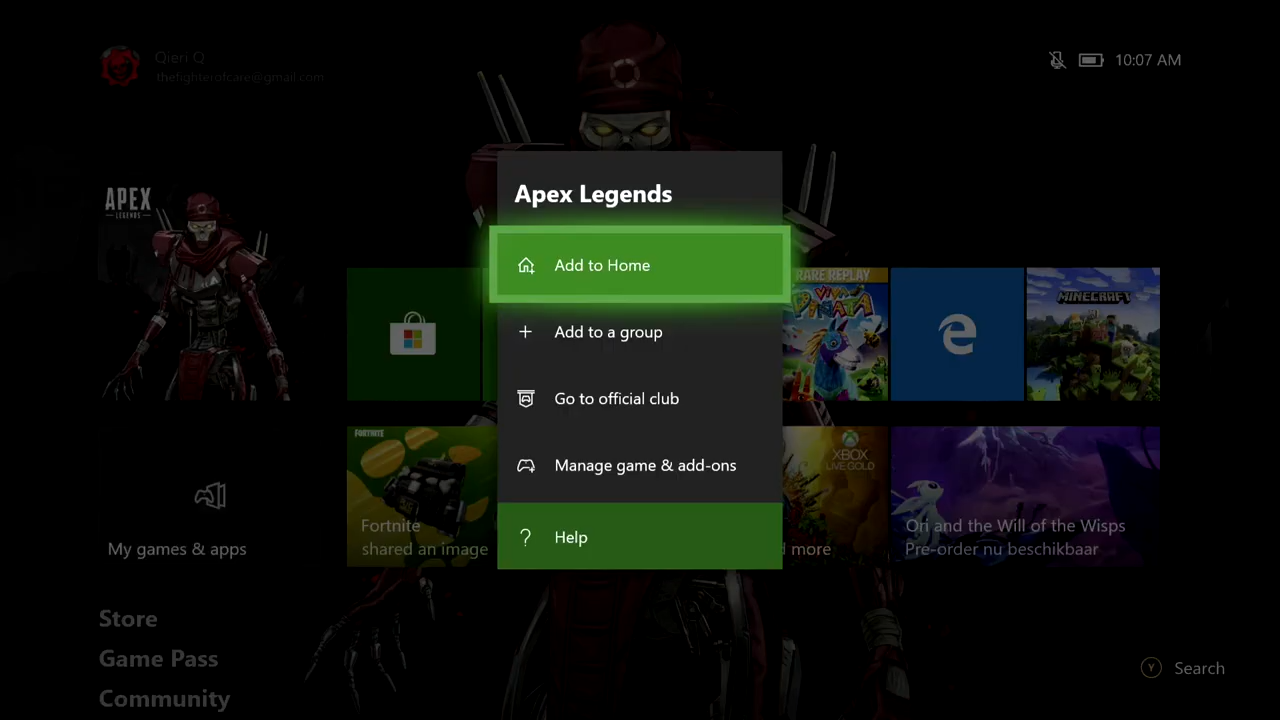 Qieri Q
thefighterofcare@gmail.com
10:07 AM
APEX
LEGENDS
Apex Legends
Add to Home
Add to a group
Go to official club
Manage game & add-ons
Help
RARE REPLAY
VIVA PIÑATA
MINECRAFT
My games & apps
FORTNITE
Fortnite
shared an image
XBOX
LIVE GOLD
more
Ori and the Will of the Wisps
Pre-order nu beschikbaar
Store
Game Pass
Community
Y Search